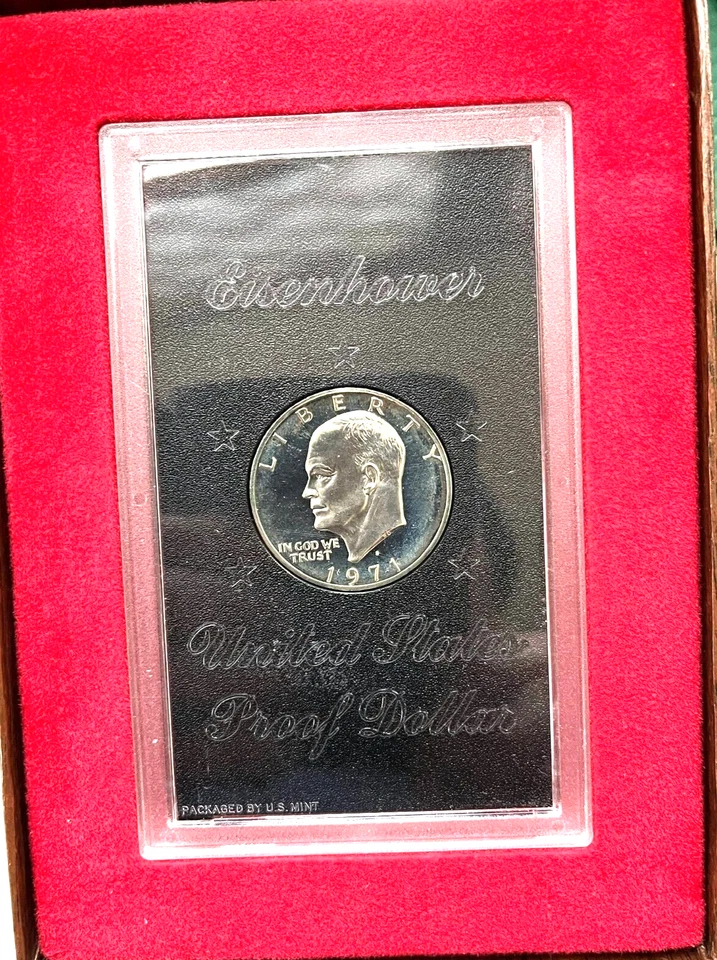 Eisenhower
LIBERTY
IN GOD WE
TRUST
1971
United States
Proof Dollar
PACKAGED BY U.S. MINT